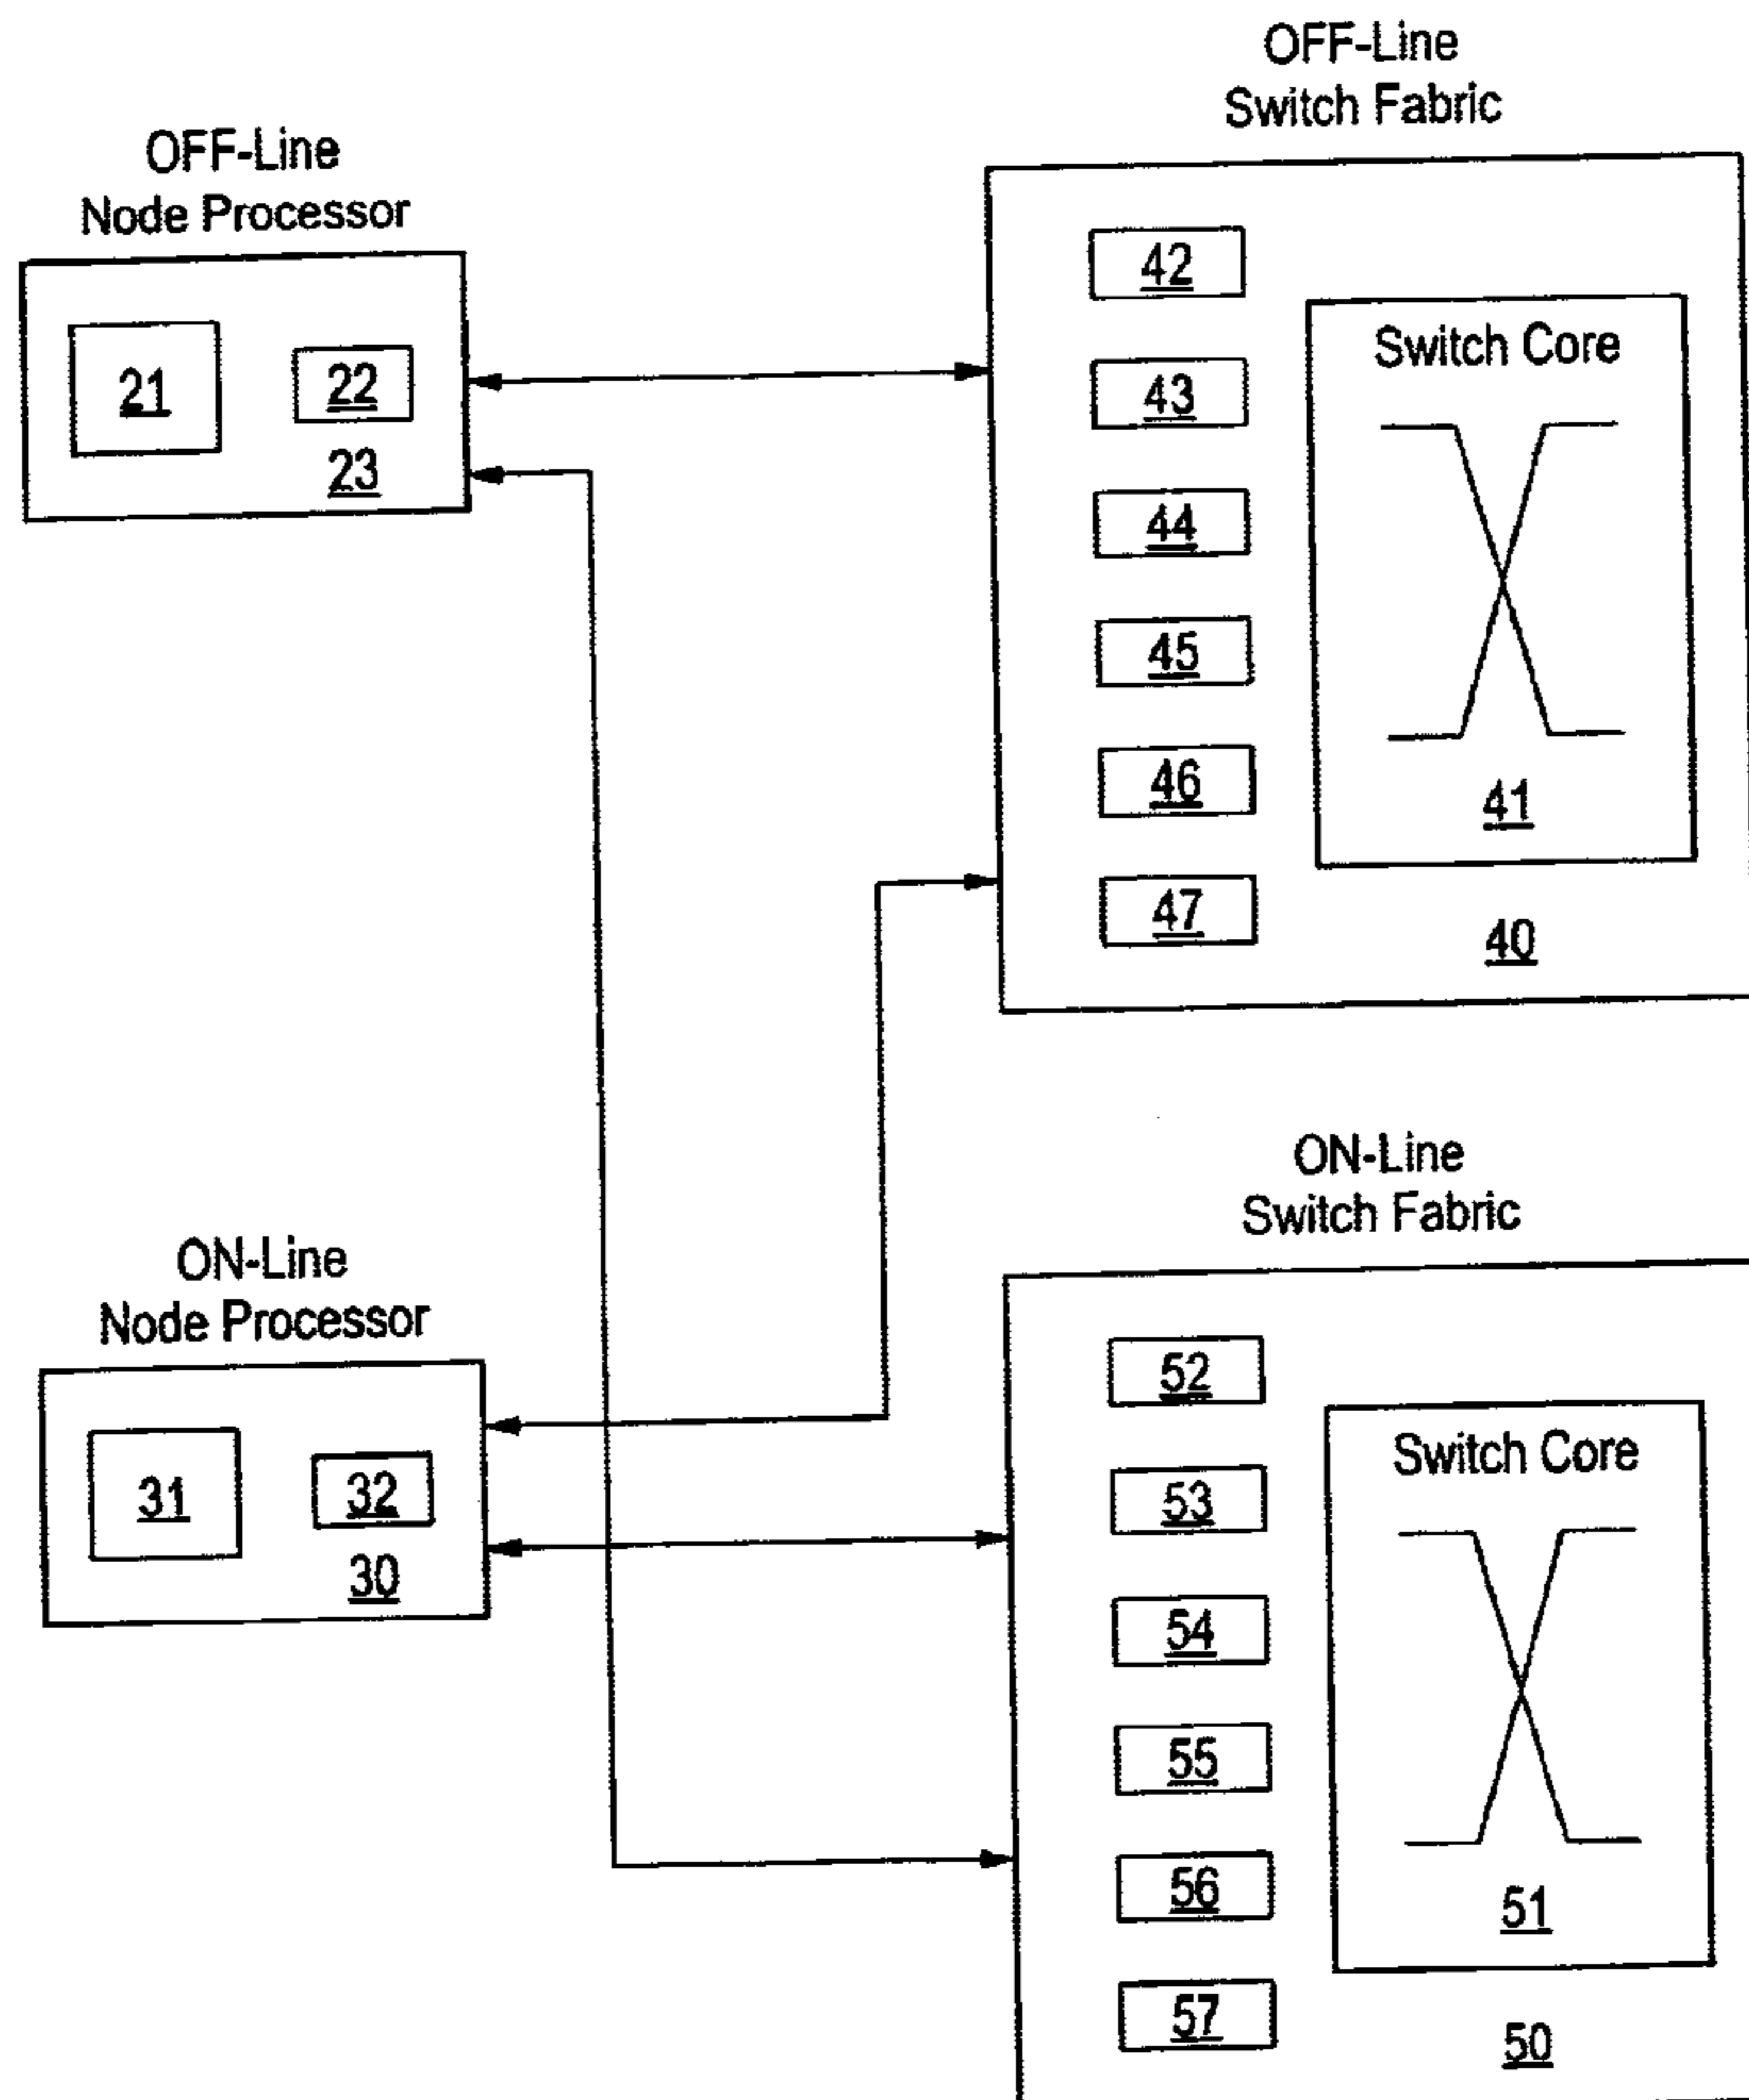 OFF-Line
Switch Fabric
OFF-Line
Node Processor
42
21
22
23
43
Switch Core
44
45
46
41
47
40
ON-Line
Switch Fabric
ON-Line
Node Processor
52
31
32
30
53
Switch Core
54
55
56
51
57
50